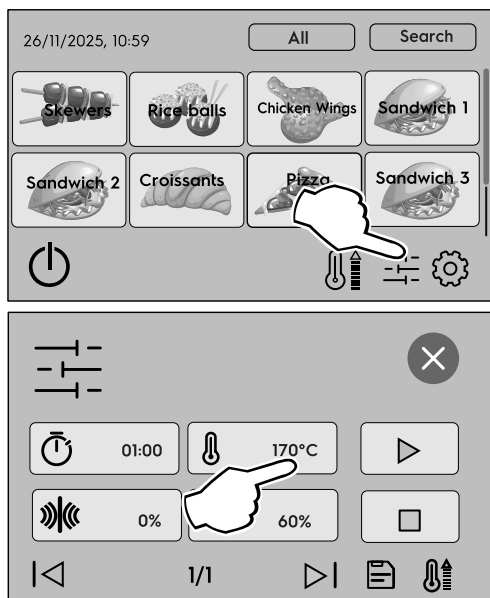 26/11/2025, 10:59
All
Search
Skewers
Rice balls
Chicken Wings
Sandwich 1
Sandwich 2
Croissants
Pizza
Sandwich 3
01:00
170°C
0%
60%
1/1